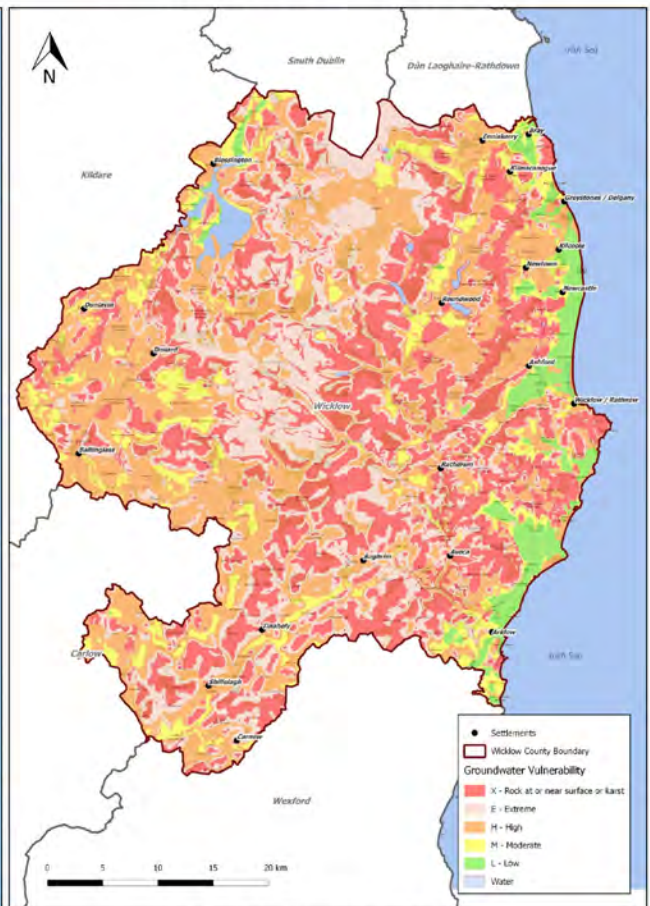 South Dublin
Dún Laoghaire-Rathdown
Irish Sea
N
Enniskerry
Bray
Kilmacanogue
Blessington
Kildare
Greystones / Delgany
Kilcoole
Newtown
Newcastle
Roundwood
Donard
Ashford
Wicklow
Wicklow / Rathnew
Baltinglass
Rathdrum
Aughrim
Avoca
Tinahely
Arklow
Carlow
Irish Sea
Shillelagh
Carnew
Wexford
Settlements
Wicklow County Boundary
Groundwater Vulnerability
X - Rock at or near surface or karst
E - Extreme
H - High
M - Moderate
L - Low
Water
0 5 10 15 20 km